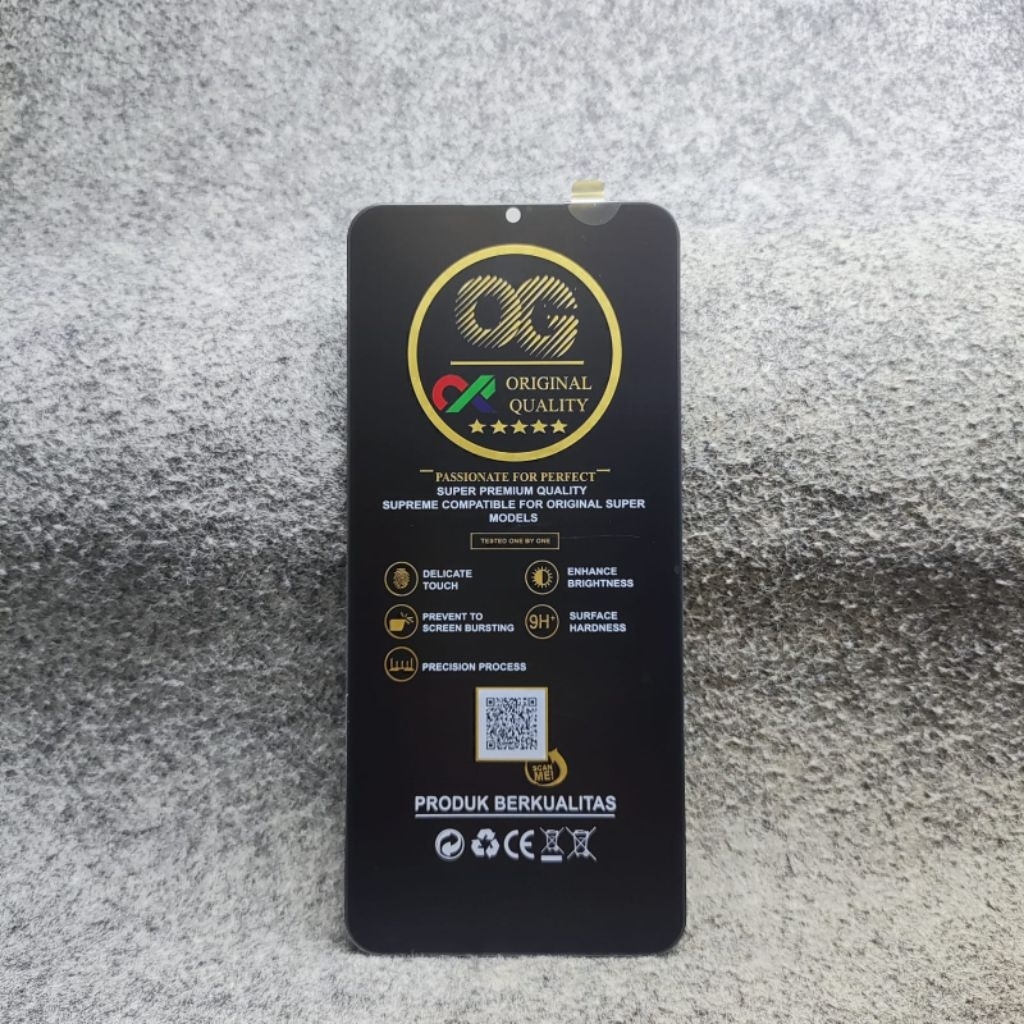 OG
ORIGINAL
QUALITY
PASSIONATE FOR PERFECT
SUPER PREMIUM QUALITY
SUPREME COMPATIBLE FOR ORIGINAL SUPER
MODELS
TESTED ONE BY ONE
DELICATE
TOUCH
ENHANCE
BRIGHTNESS
PREVENT TO
SCREEN BURSTING
9H+
SURFACE
HARDNESS
PRECISION PROCESS
SCAN
ME!
PRODUK BERKUALITAS
CE